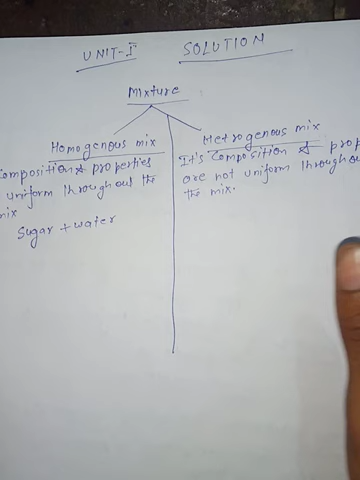 UNIT-I SOLUTION
Mixture
Homogenous mix
Composition & properties
uniform throughout the
mix
Sugar + water
Hetrogenous mix
It's Composition & prop
are not uniform throughou
the mix.